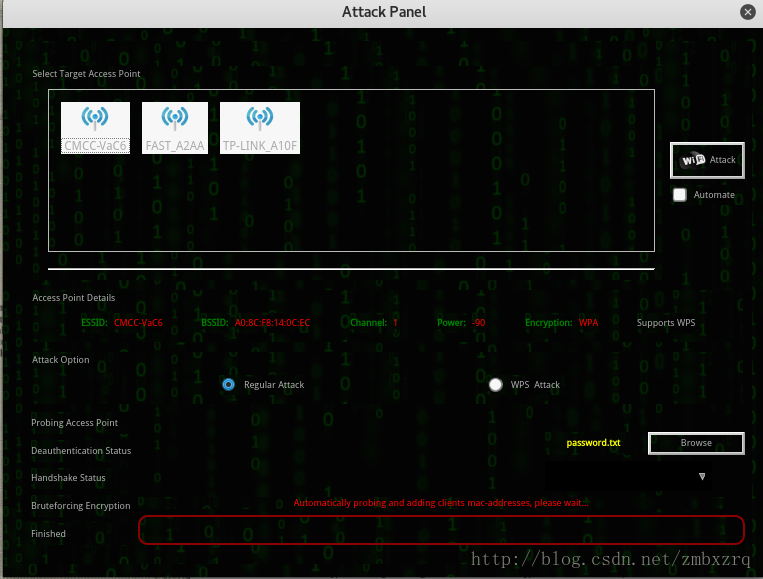 Attack Panel
Select Target Access Point
CMCC-VaC6 FAST_A2AA TP-LINK_A10F
WiFi Attack
Automate
Access Point Details
ESSID: CMCC-VaC6 BSSID: A0:8C:F8:14:0C:EC Channel: 1 Power: -90 Encryption: WPA Supports WPS
Attack Option
Regular Attack WPS Attack
Probing Access Point
password.txt Browse
Deauthentication Status
Handshake Status
Bruteforcing Encryption Automatically probing and adding clients mac-addresses, please wait...
Finished
http://blog.csdn.net/zmbxzrq